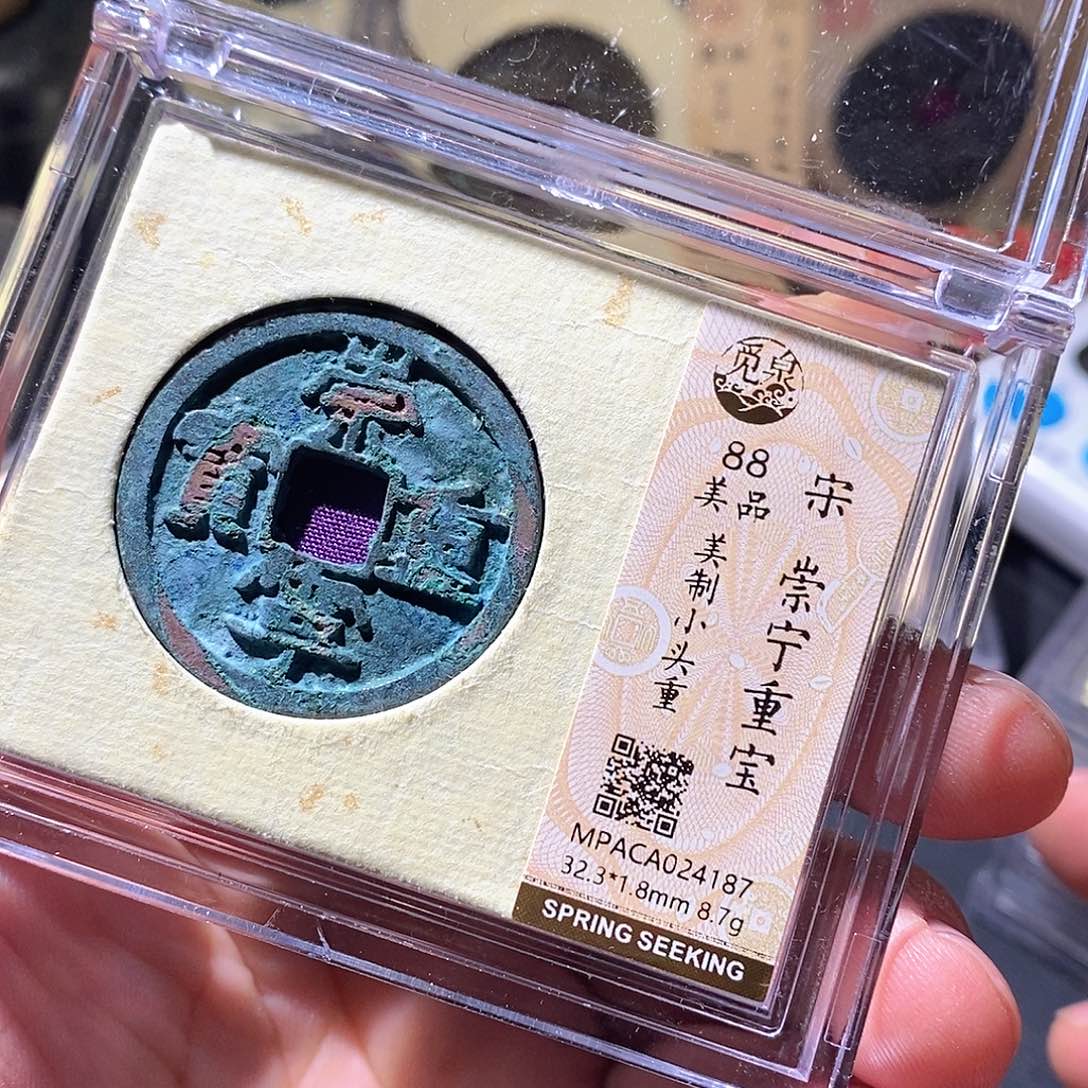 崇
寧
重
寶
觅泉
宋 崇宁重宝
88
美品
美制小头重
MPACA024187
32.3*1.8mm 8.7g
SPRING SEEKING